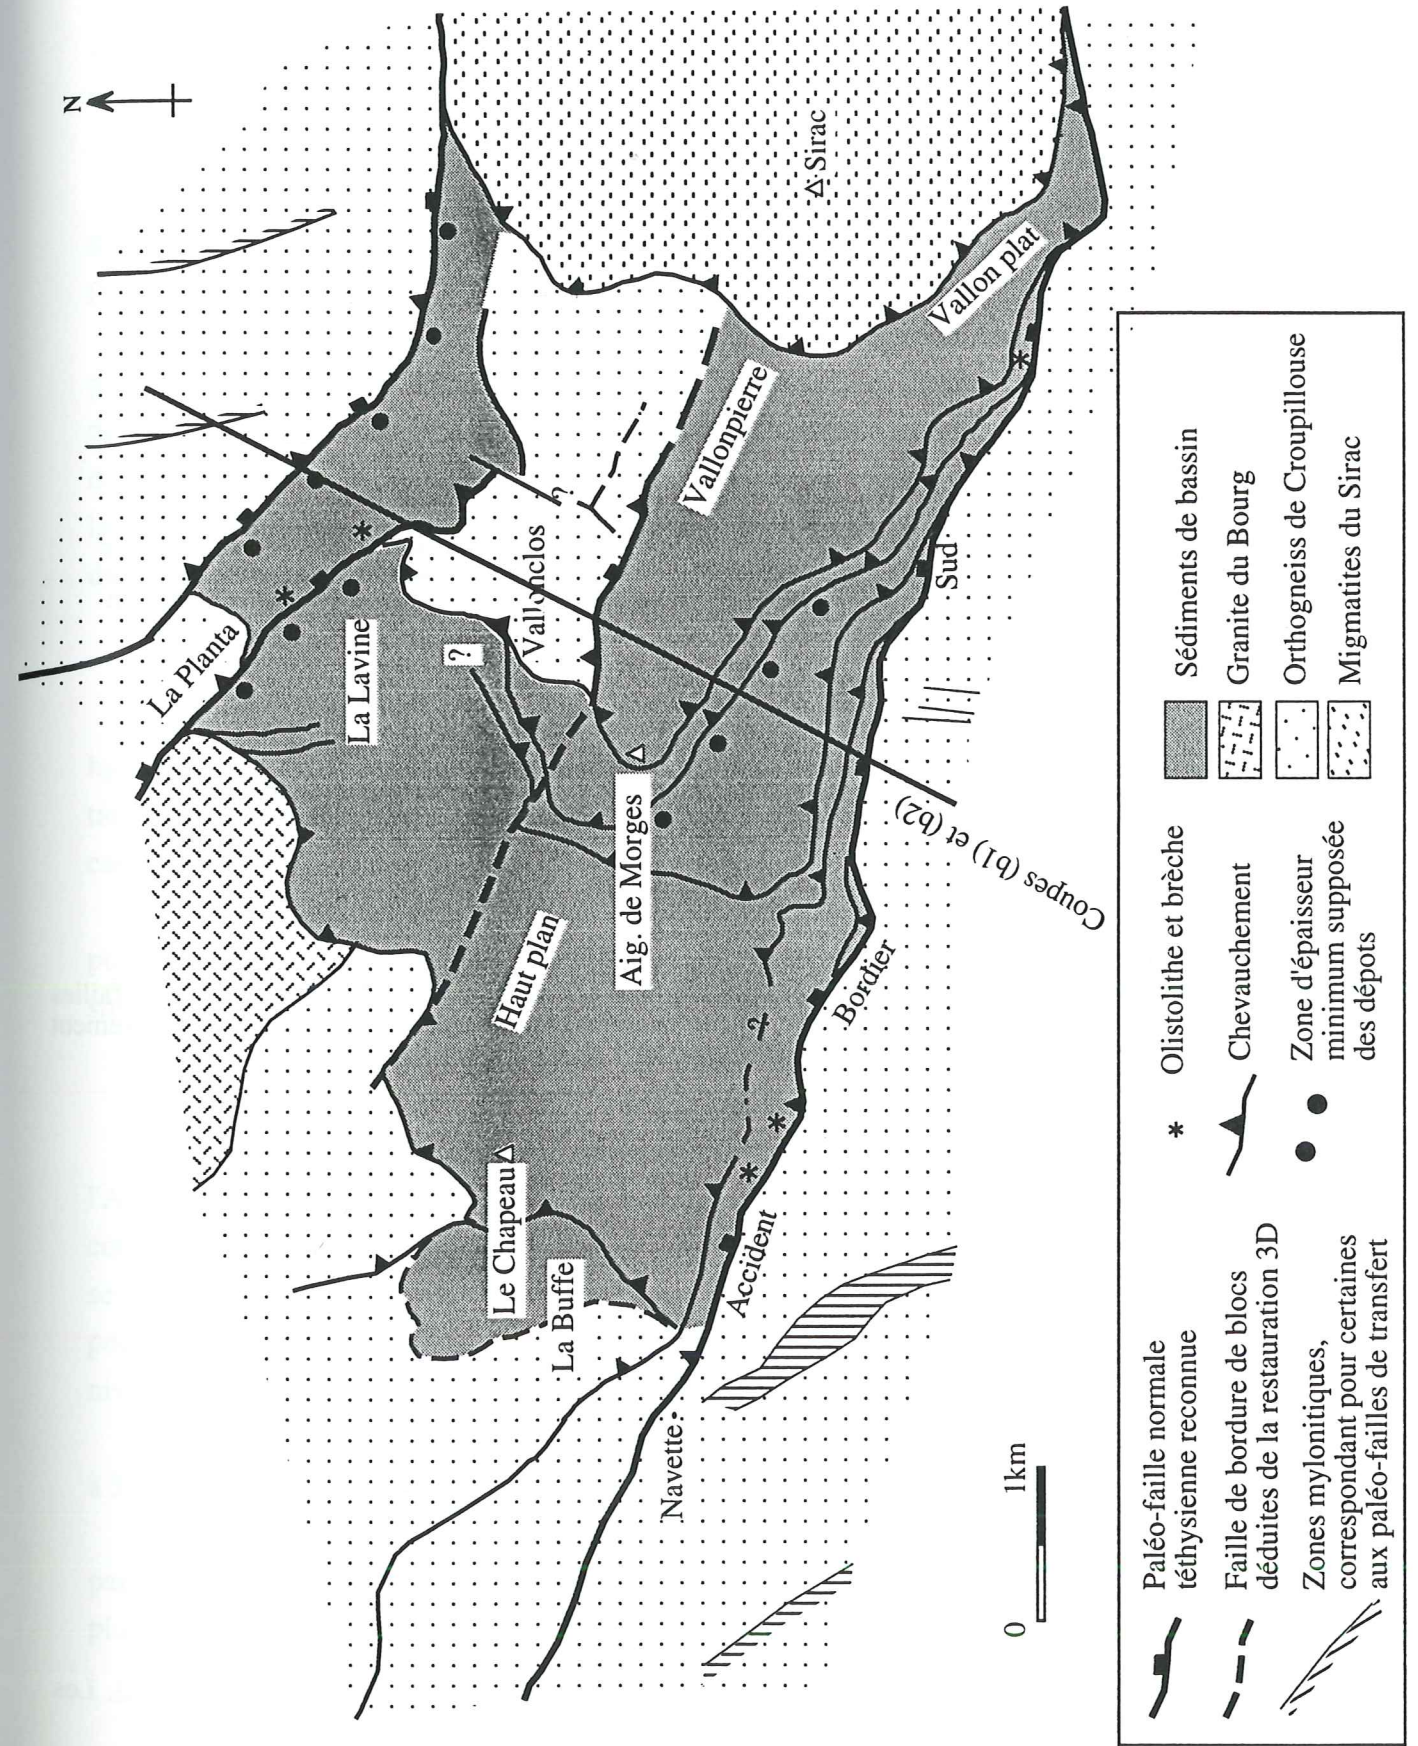 N
Sirac
Vallon plat
La Planta
La Lavine
?
Vallonclos
?
Vallonpierre
Sud
Aig. de Morges
Coupes (b1) et (b2)
Haut plan
?
Bordier
Le Chapeau
La Buffe
Accident
Navette
0
1km
Paléo-faille normale
téthysienne reconnue
Faille de bordure de blocs
déduites de la restauration 3D
Zones mylonitiques,
correspondant pour certaines
aux paléo-failles de transfert
Olistolithe et brèche
Chevauchement
Zone d'épaisseur
minimum supposée
des dépots
Sédiments de bassin
Granite du Bourg
Orthogneiss de Croupillouse
Migmatites du Sirac